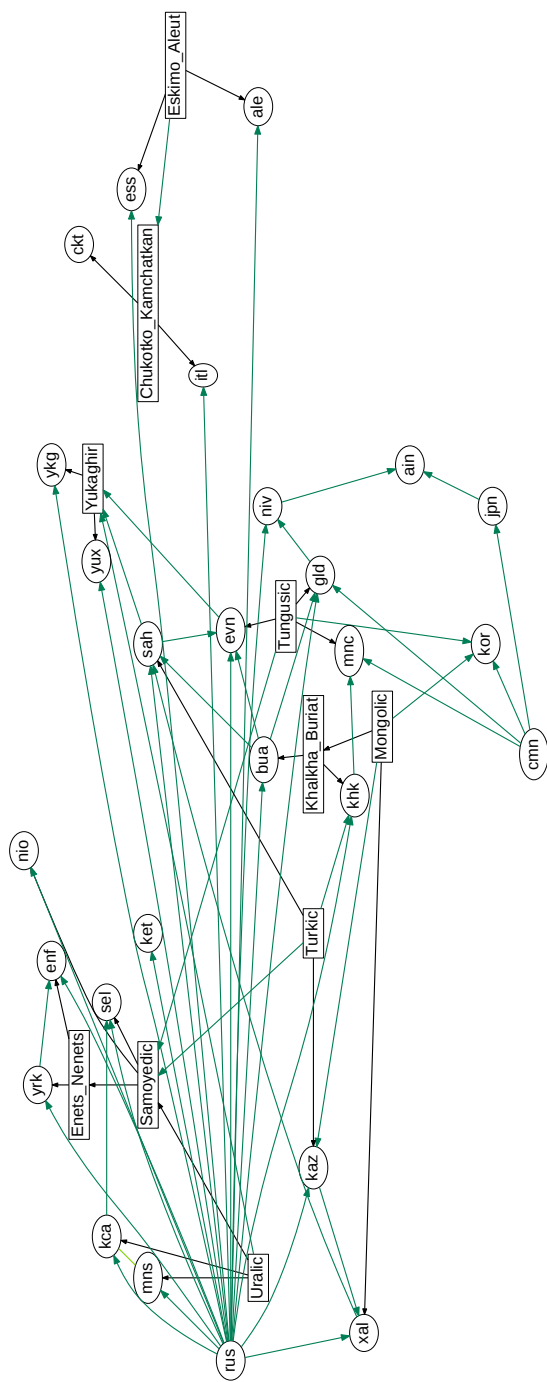 Eskimo_Aleut
ale
ess
ckt
Chukotko_Kamchatkan
itl
ykg
Yukaghir
yux
ain
niv
jpn
gld
sah
evn
Tungusic
mnc
kor
bua
Khalkha_Buriat
Mongolic
khk
cmn
nio
enf
ket
sel
Turkic
yrk
Enets_Nenets
Samoyedic
kaz
kca
mns
Uralic
rus
xal